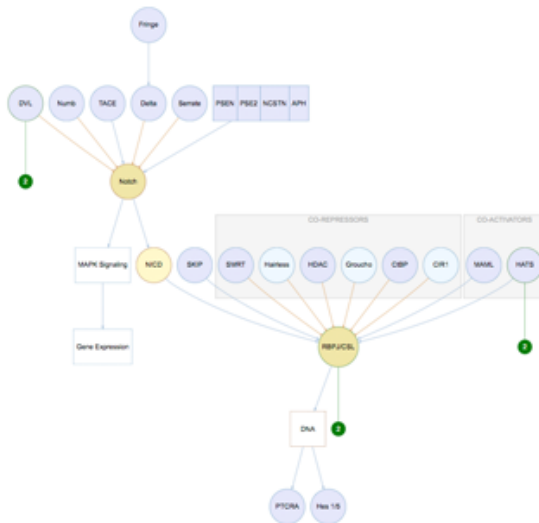 Fringe
DVL Numb TACE Delta Serrate PSEN PSE2 NCSTN APH
2
Notch
CO-REPRESSORS CO-ACTIVATORS
MAPK Signaling NICD SKIP SMRT Hairless HDAC Groucho CtBP CIR1 MAML HATS
Gene Expression RBPJ/CSL 2
DNA 2
PTCRA Hes 1/5